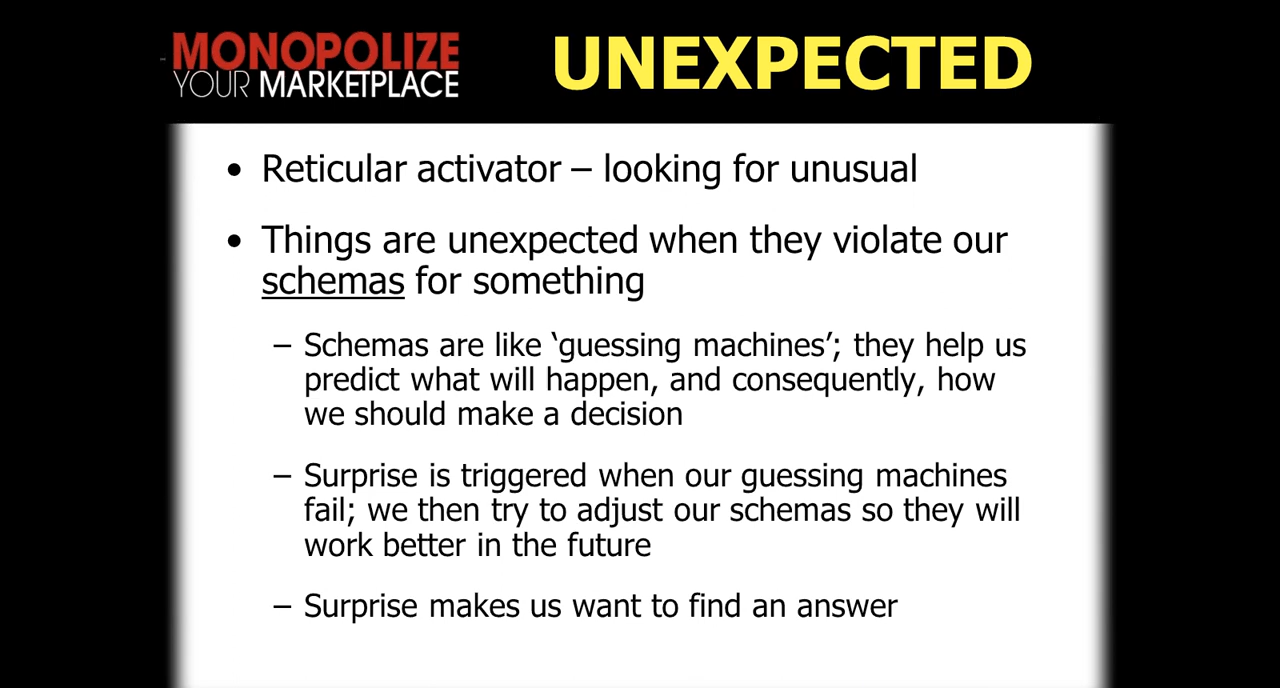 MONOPOLIZE
YOUR MARKETPLACE
UNEXPECTED
• Reticular activator – looking for unusual
• Things are unexpected when they violate our
schemas for something
– Schemas are like ‘guessing machines’; they help us
predict what will happen, and consequently, how
we should make a decision
– Surprise is triggered when our guessing machines
fail; we then try to adjust our schemas so they will
work better in the future
– Surprise makes us want to find an answer